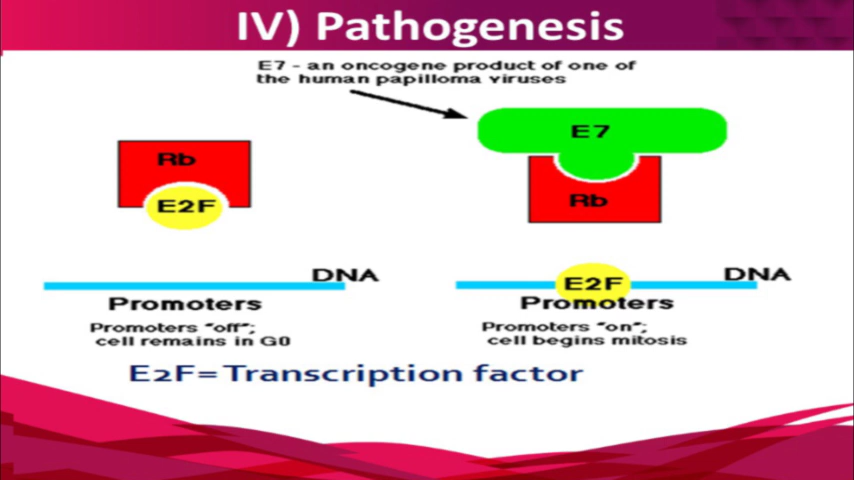 IV) Pathogenesis
E7 - an oncogene product of one of
the human papilloma viruses
E7
Rb
E2F
Rb
DNA
Promoters
Promoters "off";
cell remains in G0
DNA
E2F
Promoters
Promoters "on";
cell begins mitosis
E2F= Transcription factor